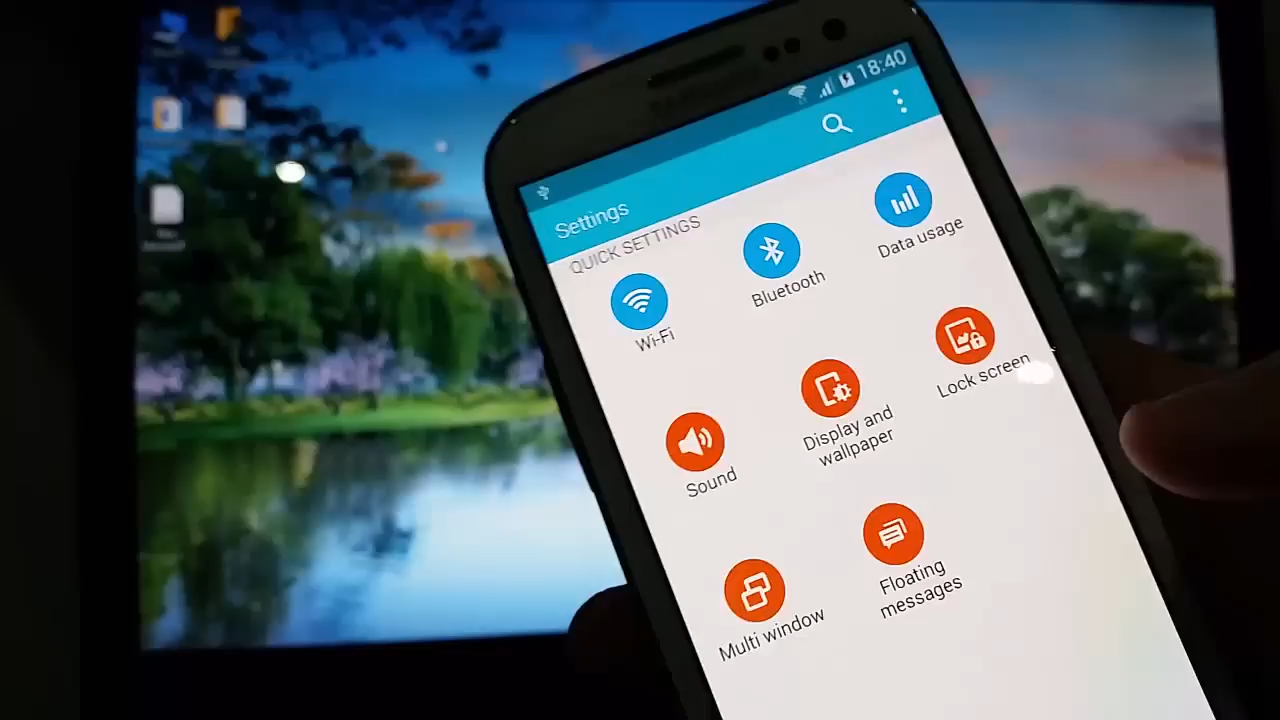 18:40
Settings
QUICK SETTINGS
Wi-Fi
Bluetooth
Data usage
Sound
Display and
wallpaper
Lock screen
Multi window
Floating
messages